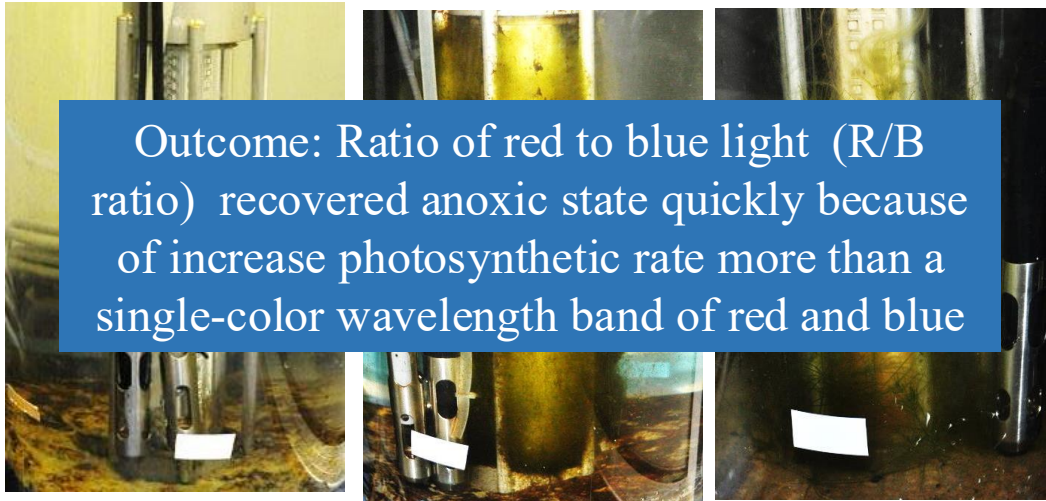 Outcome: Ratio of red to blue light (R/B
ratio) recovered anoxic state quickly because
of increase photosynthetic rate more than a
single-color wavelength band of red and blue